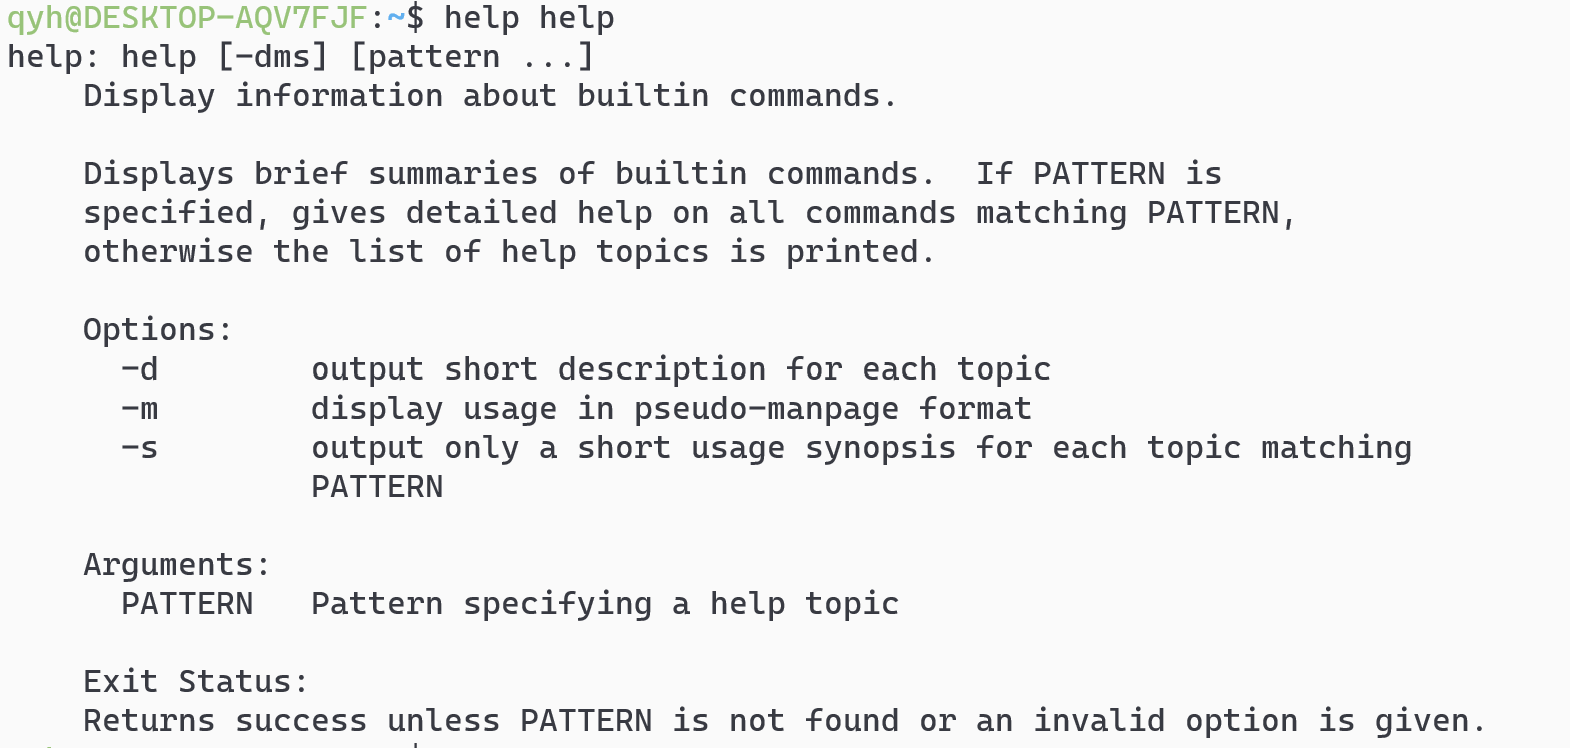 qyh@DESKTOP-AQV7FJF:~$ help help
help: help [-dms] [pattern ...]
    Display information about builtin commands.

    Displays brief summaries of builtin commands.  If PATTERN is
    specified, gives detailed help on all commands matching PATTERN,
    otherwise the list of help topics is printed.

    Options:
      -d        output short description for each topic
      -m        display usage in pseudo-manpage format
      -s        output only a short usage synopsis for each topic matching
                PATTERN

    Arguments:
      PATTERN   Pattern specifying a help topic

    Exit Status:
    Returns success unless PATTERN is not found or an invalid option is given.